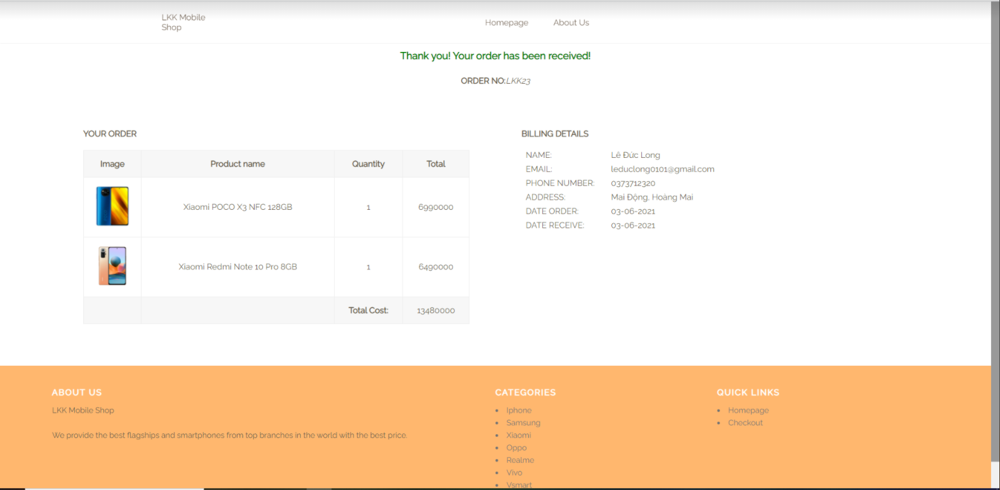 LKK Mobile
Shop
Homepage About Us
Thank you! Your order has been received!
ORDER NO:LKK23
YOUR ORDER
Image Product name Quantity Total
Xiaomi POCO X3 NFC 128GB 1 6990000
Xiaomi Redmi Note 10 Pro 8GB 1 6490000
Total Cost: 13480000
BILLING DETAILS
NAME: Lê Đức Long
EMAIL: leduclong0101@gmail.com
PHONE NUMBER: 0373712320
ADDRESS: Mai Động, Hoàng Mai
DATE ORDER: 03-06-2021
DATE RECEIVE: 03-06-2021
ABOUT US
LKK Mobile Shop
We provide the best flagships and smartphones from top branches in the world with the best price.
CATEGORIES
Iphone
Samsung
Xiaomi
Oppo
Realme
Vivo
Vsmart
QUICK LINKS
Homepage
Checkout